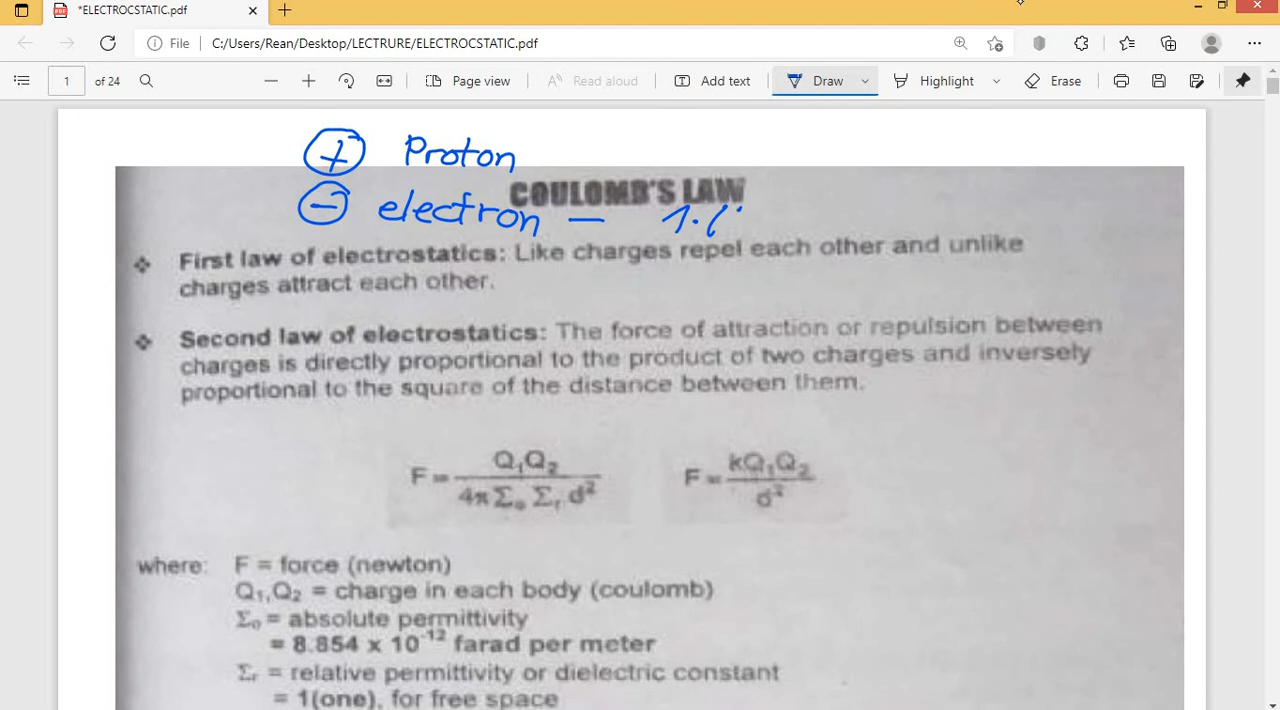 *ELECTROCSTATIC.pdf
File C:/Users/Rean/Desktop/LECTRURE/ELECTROCSTATIC.pdf
1 of 24 Page view Read aloud Add text Draw Highlight Erase
+ Proton
COULOMB'S LAW
- electron -
❖ First law of electrostatics: Like charges repel each other and unlike
charges attract each other.
❖ Second law of electrostatics: The force of attraction or repulsion between
charges is directly proportional to the product of two charges and inversely
proportional to the square of the distance between them.
F = Q₁Q₂ / 4π Σₒ Σᵣ d² F = kQ₁Q₂ / d²
where: F = force (newton)
Q₁,Q₂ = charge in each body (coulomb)
Σₒ = absolute permittivity
= 8.854 x 10⁻¹² farad per meter
Σᵣ = relative permittivity or dielectric constant
= 1(one), for free space